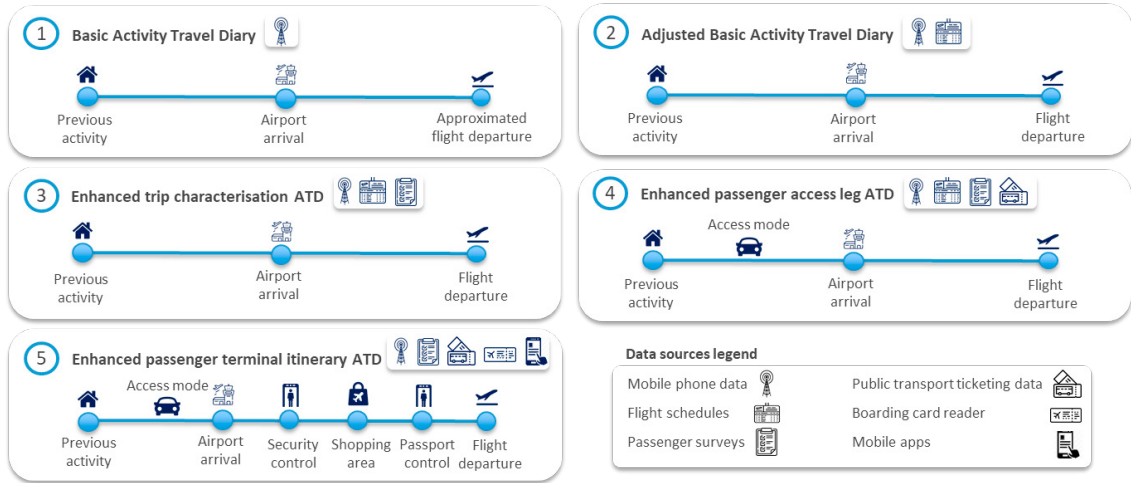 1 Basic Activity Travel Diary
Previous
activity
Airport
arrival
Approximated
flight departure
2 Adjusted Basic Activity Travel Diary
Previous
activity
Airport
arrival
Flight
departure
3 Enhanced trip characterisation ATD
Previous
activity
Airport
arrival
Flight
departure
4 Enhanced passenger access leg ATD
Access mode
Previous
activity
Airport
arrival
Flight
departure
5 Enhanced passenger terminal itinerary ATD
Access mode
Previous
activity
Airport
arrival
Security
control
Shopping
area
Passport
control
Flight
departure
Data sources legend
Mobile phone data
Flight schedules
Passenger surveys
Public transport ticketing data
Boarding card reader
Mobile apps